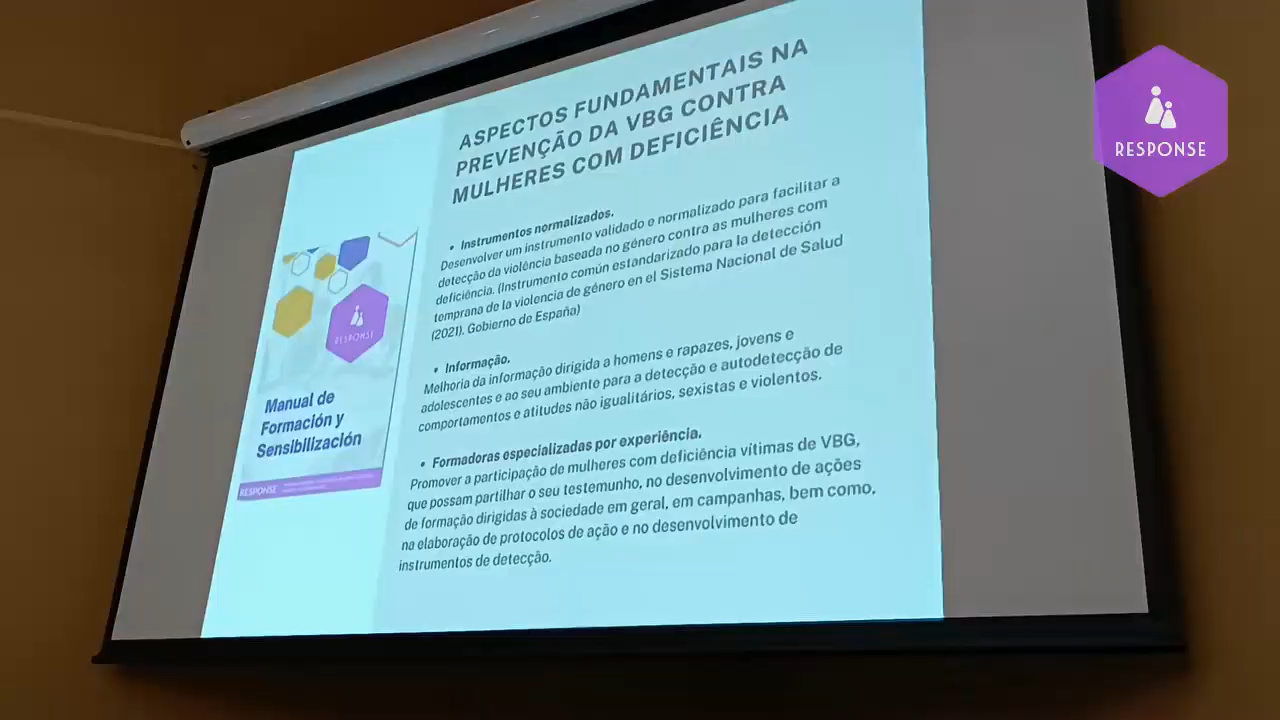 ASPECTOS FUNDAMENTAIS NA
PREVENÇÃO DA VBG CONTRA
MULHERES COM DEFICIÊNCIA
• Instrumentos normalizados.
Desenvolver um instrumento validado e normalizado para facilitar a
detecção da violência baseada no género contra as mulheres com
deficiência. (Instrumento común estandarizado para la detección
temprana de la violencia de género en el Sistema Nacional de Salud
(2021). Gobierno de España)
• Informação.
Melhoria da informação dirigida a homens e rapazes, jovens e
adolescentes e ao seu ambiente para a detecção e autodetecção de
comportamentos e atitudes não igualitários, sexistas e violentos.
• Formadoras especializadas por experiência.
Promover a participação de mulheres com deficiência vítimas de VBG,
que possam partilhar o seu testemunho, no desenvolvimento de ações
de formação dirigidas à sociedade em geral, em campanhas, bem como,
na elaboração de protocolos de ação e no desenvolvimento de
instrumentos de detecção.
RESPONSE
Manual de
Formación y
Sensibilización
RESPONSE
RESPONSE